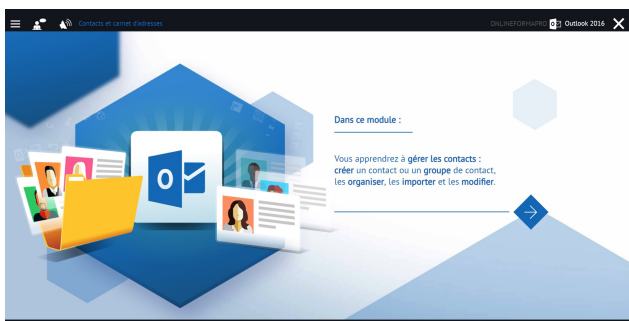 Contacts et carnet d'adresses
ONLINEFORMAPRO Outlook 2016
Dans ce module :
Vous apprendrez à gérer les contacts :
créer un contact ou un groupe de contact,
les organiser, les importer et les modifier.